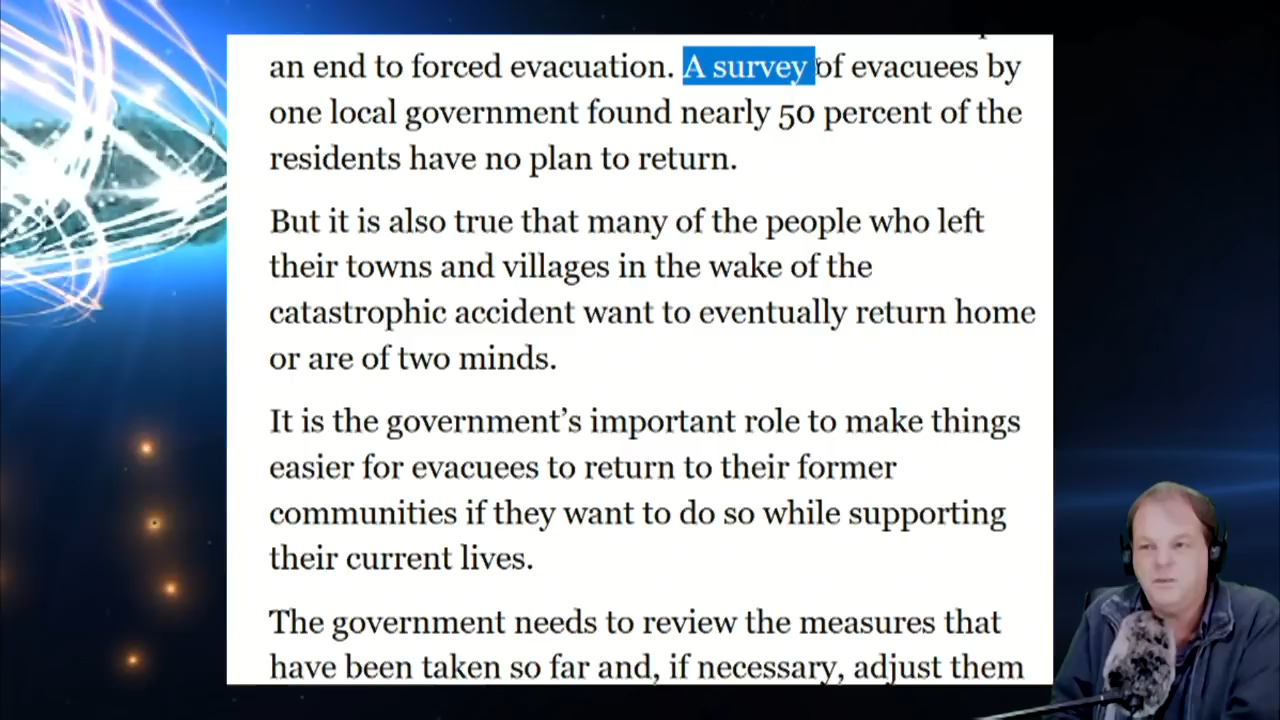 an end to forced evacuation. A survey of evacuees by
one local government found nearly 50 percent of the
residents have no plan to return.
But it is also true that many of the people who left
their towns and villages in the wake of the
catastrophic accident want to eventually return home
or are of two minds.
It is the government’s important role to make things
easier for evacuees to return to their former
communities if they want to do so while supporting
their current lives.
The government needs to review the measures that
have been taken so far and, if necessary, adjust them